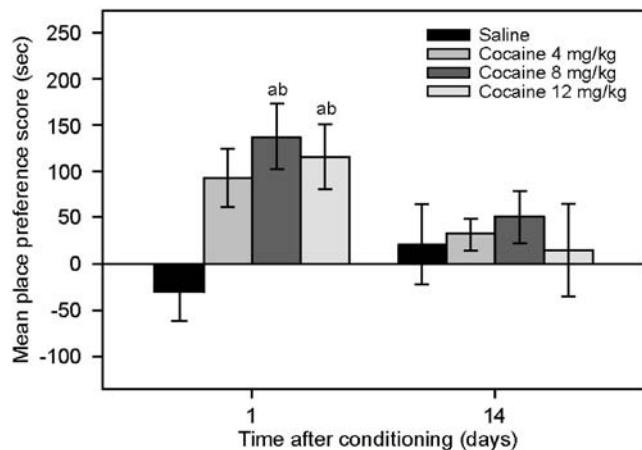 Mean place preference score (sec)
250
200
150
100
50
0
-50
-100
Saline
Cocaine 4 mg/kg
Cocaine 8 mg/kg
Cocaine 12 mg/kg
ab
ab
1
14
Time after conditioning (days)